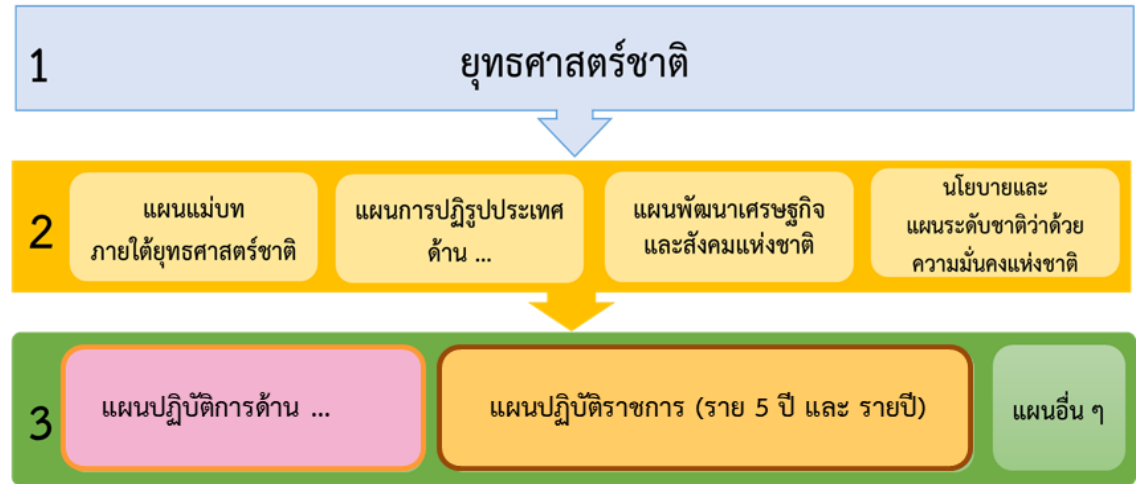 1
ยุทธศาสตร์ชาติ
2
แผนแม่บท
ภายใต้ยุทธศาสตร์ชาติ
แผนการปฏิรูปประเทศ
ด้าน ...
แผนพัฒนาเศรษฐกิจ
และสังคมแห่งชาติ
นโยบายและ
แผนระดับชาติว่าด้วย
ความมั่นคงแห่งชาติ
3
แผนปฏิบัติการด้าน ...
แผนปฏิบัติราชการ (ราย 5 ปี และ รายปี)
แผนอื่น ๆ